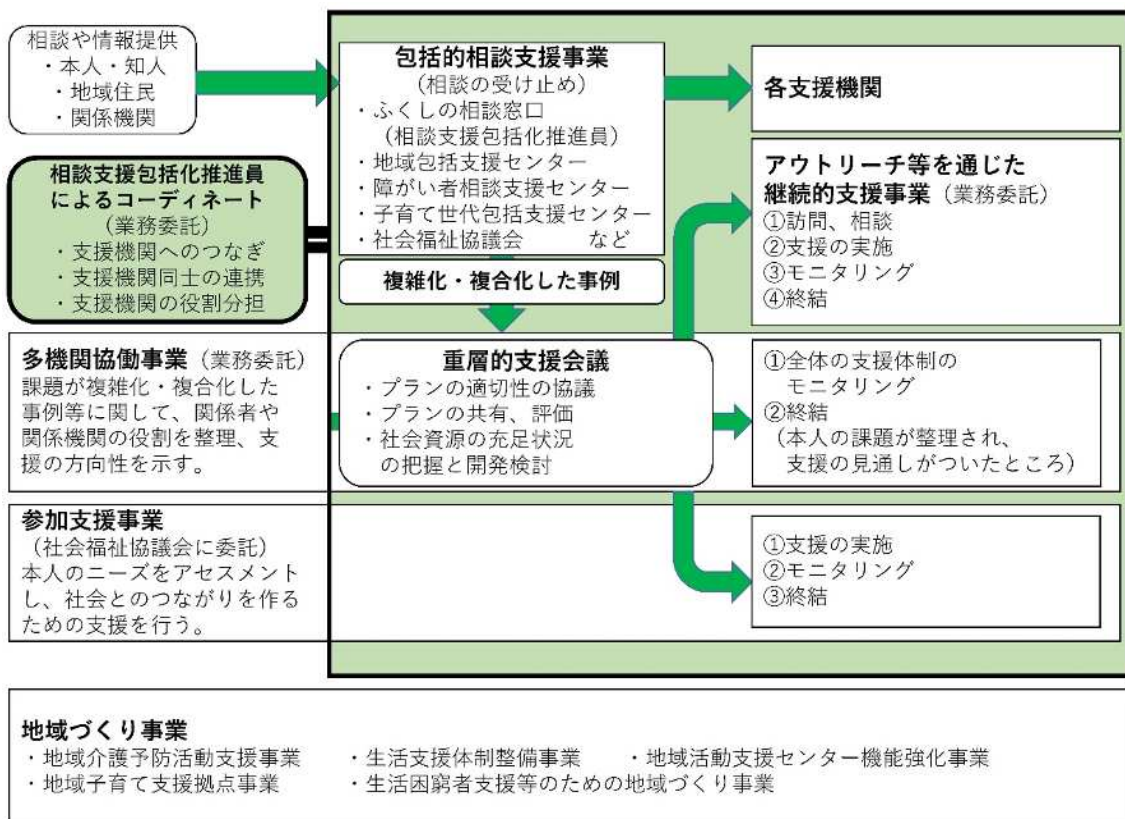 相談や情報提供
・本人・知人
・地域住民
・関係機関
相談支援包括化推進員
によるコーディネート
（業務委託）
・支援機関へのつなぎ
・支援機関同士の連携
・支援機関の役割分担
包括的相談支援事業
（相談の受け止め）
・ふくしの相談窓口
（相談支援包括化推進員）
・地域包括支援センター
・障がい者相談支援センター
・子育て世代包括支援センター
・社会福祉協議会　　など
複雑化・複合化した事例
各支援機関
アウトリーチ等を通じた
継続的支援事業（業務委託）
①訪問、相談
②支援の実施
③モニタリング
④終結
多機関協働事業（業務委託）
課題が複雑化・複合化した
事例等に関して、関係者や
関係機関の役割を整理、支
援の方向性を示す。
重層的支援会議
・プランの適切性の協議
・プランの共有、評価
・社会資源の充足状況
の把握と開発検討
①全体の支援体制の
モニタリング
②終結
（本人の課題が整理され、
支援の見通しがついたところ）
参加支援事業
（社会福祉協議会に委託）
本人のニーズをアセスメント
し、社会とのつながりを作る
ための支援を行う。
①支援の実施
②モニタリング
③終結
地域づくり事業
・地域介護予防活動支援事業　・生活支援体制整備事業　・地域活動支援センター機能強化事業
・地域子育て支援拠点事業　・生活困窮者支援等のための地域づくり事業